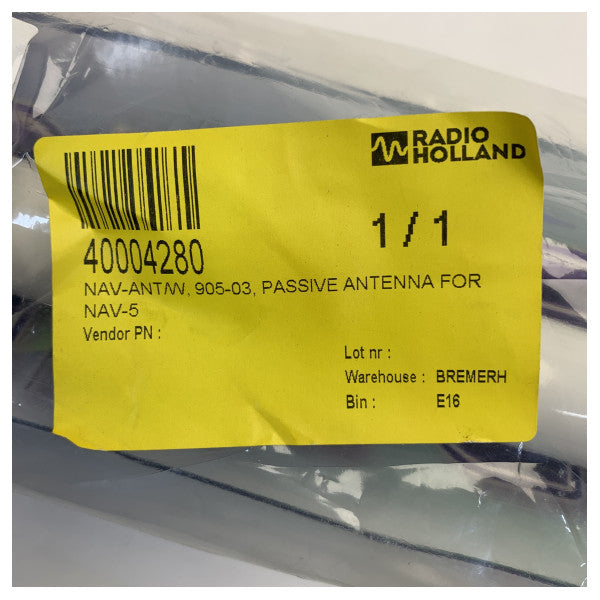 RADIO
HOLLAND
1 / 1
40004280
NAV-ANT/W, 905-03, PASSIVE ANTENNA FOR
NAV-5
Vendor PN :
Lot nr :
Warehouse : BREMERH
Bin : E16